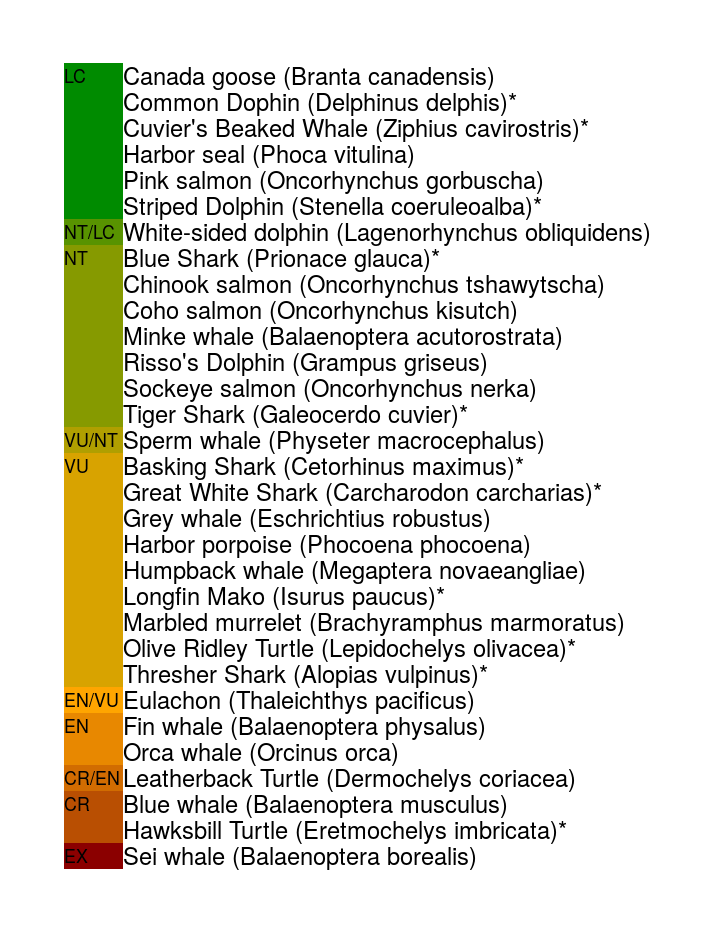 LC Canada goose (Branta canadensis)
Common Dophin (Delphinus delphis)*
Cuvier's Beaked Whale (Ziphius cavirostris)*
Harbor seal (Phoca vitulina)
Pink salmon (Oncorhynchus gorbuscha)
Striped Dolphin (Stenella coeruleoalba)*
NT/LC White-sided dolphin (Lagenorhynchus obliquidens)
NT Blue Shark (Prionace glauca)*
Chinook salmon (Oncorhynchus tshawytscha)
Coho salmon (Oncorhynchus kisutch)
Minke whale (Balaenoptera acutorostrata)
Risso's Dolphin (Grampus griseus)
Sockeye salmon (Oncorhynchus nerka)
Tiger Shark (Galeocerdo cuvier)*
VU/NT Sperm whale (Physeter macrocephalus)
VU Basking Shark (Cetorhinus maximus)*
Great White Shark (Carcharodon carcharias)*
Grey whale (Eschrichtius robustus)
Harbor porpoise (Phocoena phocoena)
Humpback whale (Megaptera novaeangliae)
Longfin Mako (Isurus paucus)*
Marbled murrelet (Brachyramphus marmoratus)
Olive Ridley Turtle (Lepidochelys olivacea)*
Thresher Shark (Alopias vulpinus)*
EN/VU Eulachon (Thaleichthys pacificus)
EN Fin whale (Balaenoptera physalus)
Orca whale (Orcinus orca)
CR/EN Leatherback Turtle (Dermochelys coriacea)
CR Blue whale (Balaenoptera musculus)
Hawksbill Turtle (Eretmochelys imbricata)*
EX Sei whale (Balaenoptera borealis)